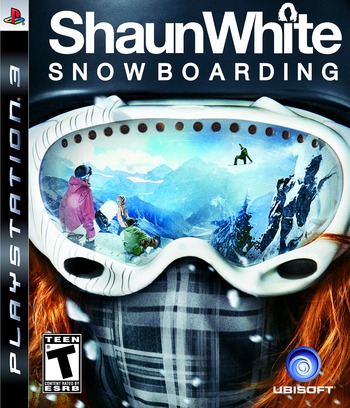 PLAYSTATION 3
ShaunWhite
SNOWBOARDING
TEEN
T
CONTENT RATED BY
ESRB
UBISOFT